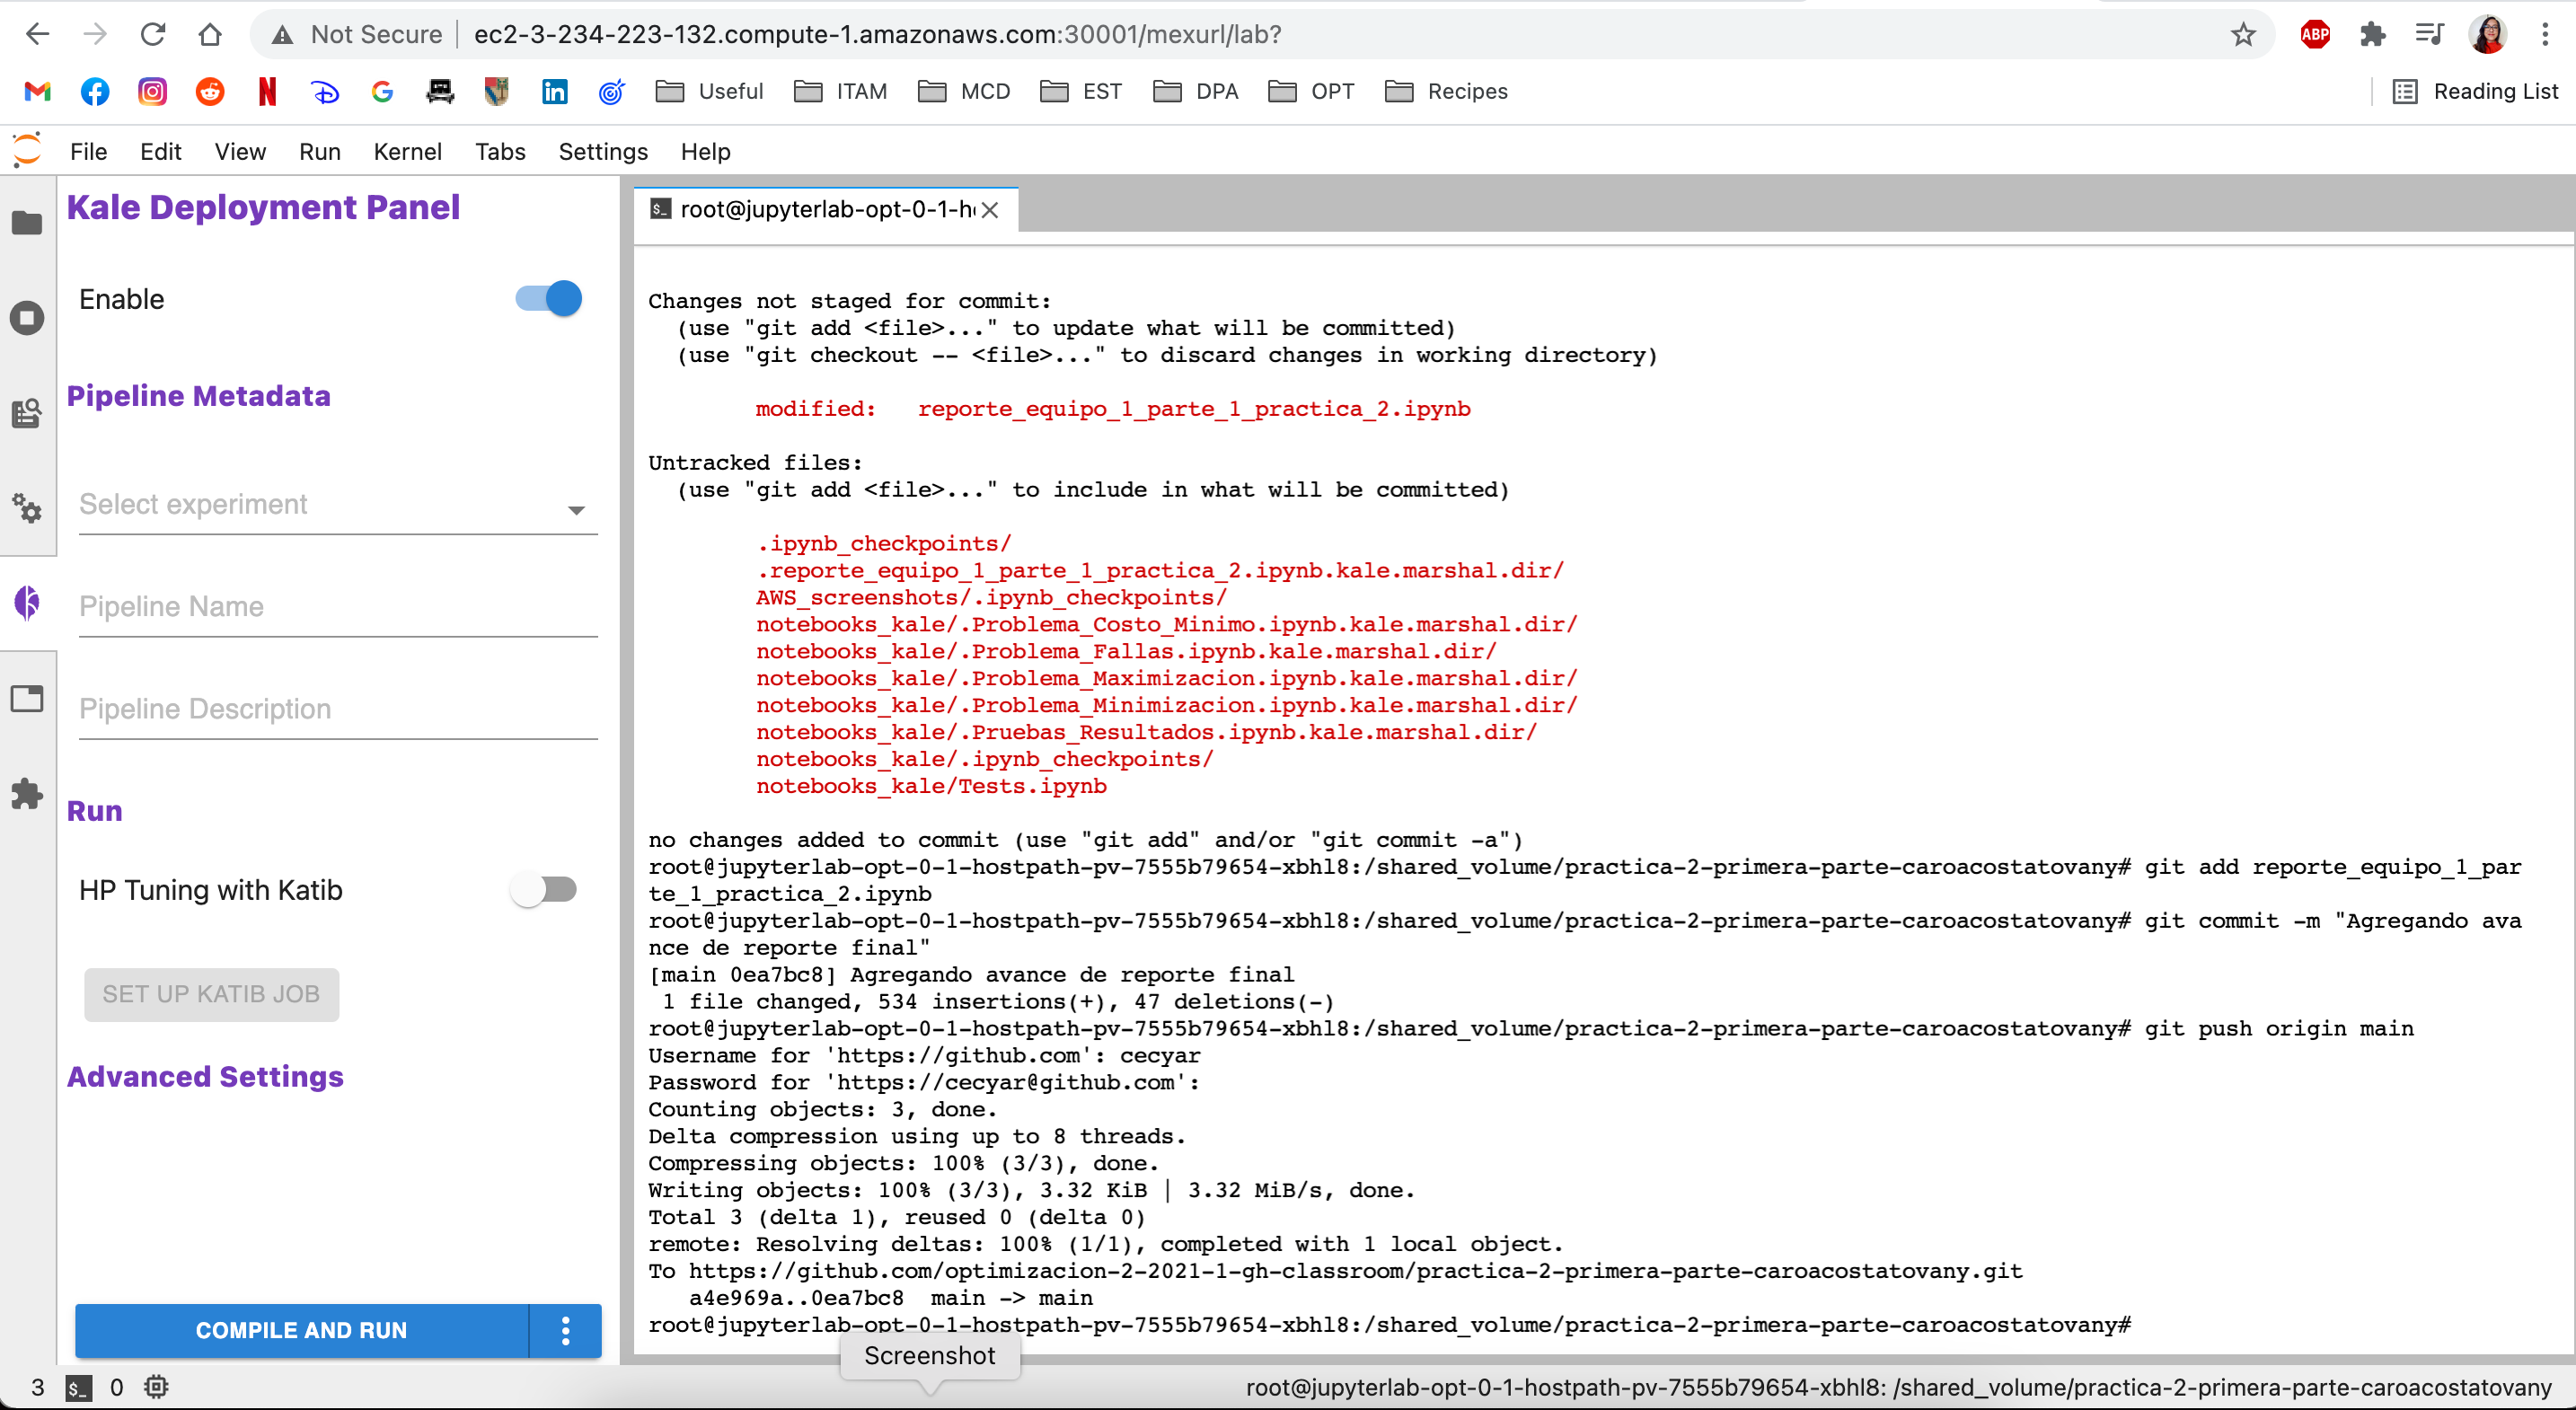 Not Secure ec2-3-234-223-132.compute-1.amazonaws.com:30001/mexurl/lab?
ABP
Useful ITAM MCD EST DPA OPT Recipes Reading List
File Edit View Run Kernel Tabs Settings Help
Kale Deployment Panel
Enable
Pipeline Metadata
Select experiment
Pipeline Name
Pipeline Description
Run
HP Tuning with Katib
SET UP KATIB JOB
Advanced Settings
COMPILE AND RUN
root@jupyterlab-opt-0-1-h
Changes not staged for commit:
(use "git add <file>..." to update what will be committed)
(use "git checkout -- <file>..." to discard changes in working directory)
modified: reporte_equipo_1_parte_1_practica_2.ipynb
Untracked files:
(use "git add <file>..." to include in what will be committed)
.ipynb_checkpoints/
.reporte_equipo_1_parte_1_practica_2.ipynb.kale.marshal.dir/
AWS_screenshots/.ipynb_checkpoints/
notebooks_kale/.Problema_Costo_Minimo.ipynb.kale.marshal.dir/
notebooks_kale/.Problema_Fallas.ipynb.kale.marshal.dir/
notebooks_kale/.Problema_Maximizacion.ipynb.kale.marshal.dir/
notebooks_kale/.Problema_Minimizacion.ipynb.kale.marshal.dir/
notebooks_kale/.Pruebas_Resultados.ipynb.kale.marshal.dir/
notebooks_kale/.ipynb_checkpoints/
notebooks_kale/Tests.ipynb
no changes added to commit (use "git add" and/or "git commit -a")
root@jupyterlab-opt-0-1-hostpath-pv-7555b79654-xbhl8:/shared_volume/practica-2-primera-parte-caroacostatovany# git add reporte_equipo_1_par
te_1_practica_2.ipynb
root@jupyterlab-opt-0-1-hostpath-pv-7555b79654-xbhl8:/shared_volume/practica-2-primera-parte-caroacostatovany# git commit -m "Agregando ava
nce de reporte final"
[main 0ea7bc8] Agregando avance de reporte final
1 file changed, 534 insertions(+), 47 deletions(-)
root@jupyterlab-opt-0-1-hostpath-pv-7555b79654-xbhl8:/shared_volume/practica-2-primera-parte-caroacostatovany# git push origin main
Username for 'https://github.com': cecyar
Password for 'https://cecyar@github.com':
Counting objects: 3, done.
Delta compression using up to 8 threads.
Compressing objects: 100% (3/3), done.
Writing objects: 100% (3/3), 3.32 KiB | 3.32 MiB/s, done.
Total 3 (delta 1), reused 0 (delta 0)
remote: Resolving deltas: 100% (1/1), completed with 1 local object.
To https://github.com/optimizacion-2-2021-1-gh-classroom/practica-2-primera-parte-caroacostatovany.git
a4e969a..0ea7bc8 main -> main
root@jupyterlab-opt-0-1-hostpath-pv-7555b79654-xbhl8:/shared_volume/practica-2-primera-parte-caroacostatovany#
Screenshot
3 $_ 0 root@jupyterlab-opt-0-1-hostpath-pv-7555b79654-xbhl8: /shared_volume/practica-2-primera-parte-caroacostatovany